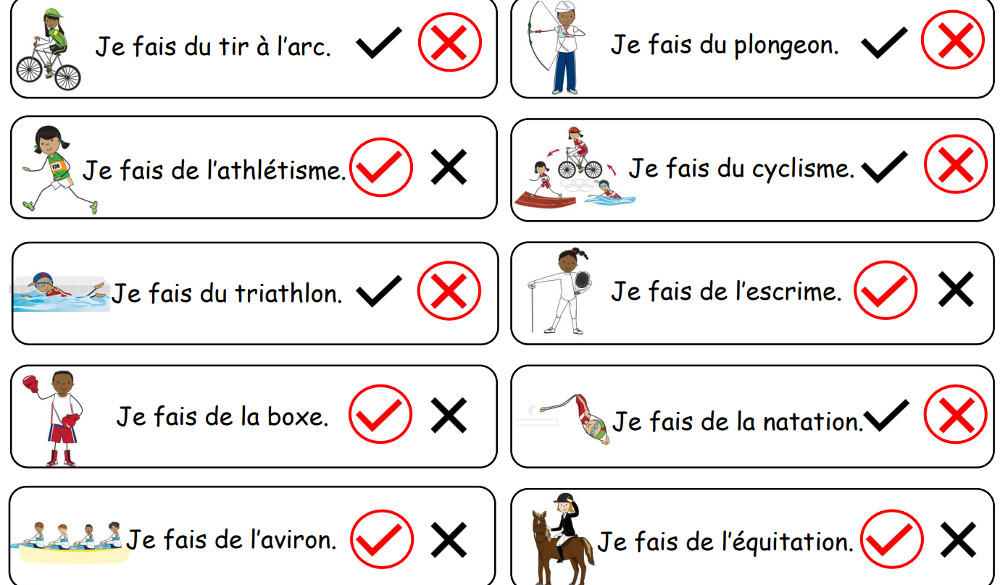 Je fais du tir à l'arc.
Je fais du plongeon.
Je fais de l'athlétisme.
Je fais du cyclisme.
Je fais du triathlon.
Je fais de l'escrime.
Je fais de la boxe.
Je fais de la natation.
Je fais de l'aviron.
Je fais de l'équitation.